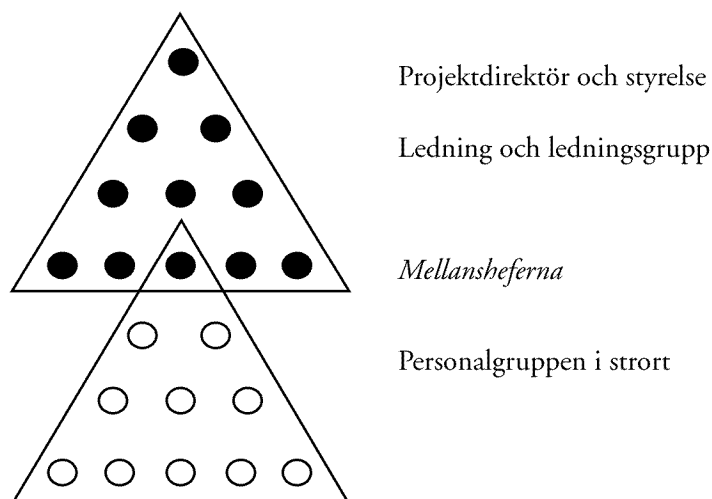 Projektdirektör och styrelse
Ledning och ledningsgrupp
Mellansheferna
Personalgruppen i strort